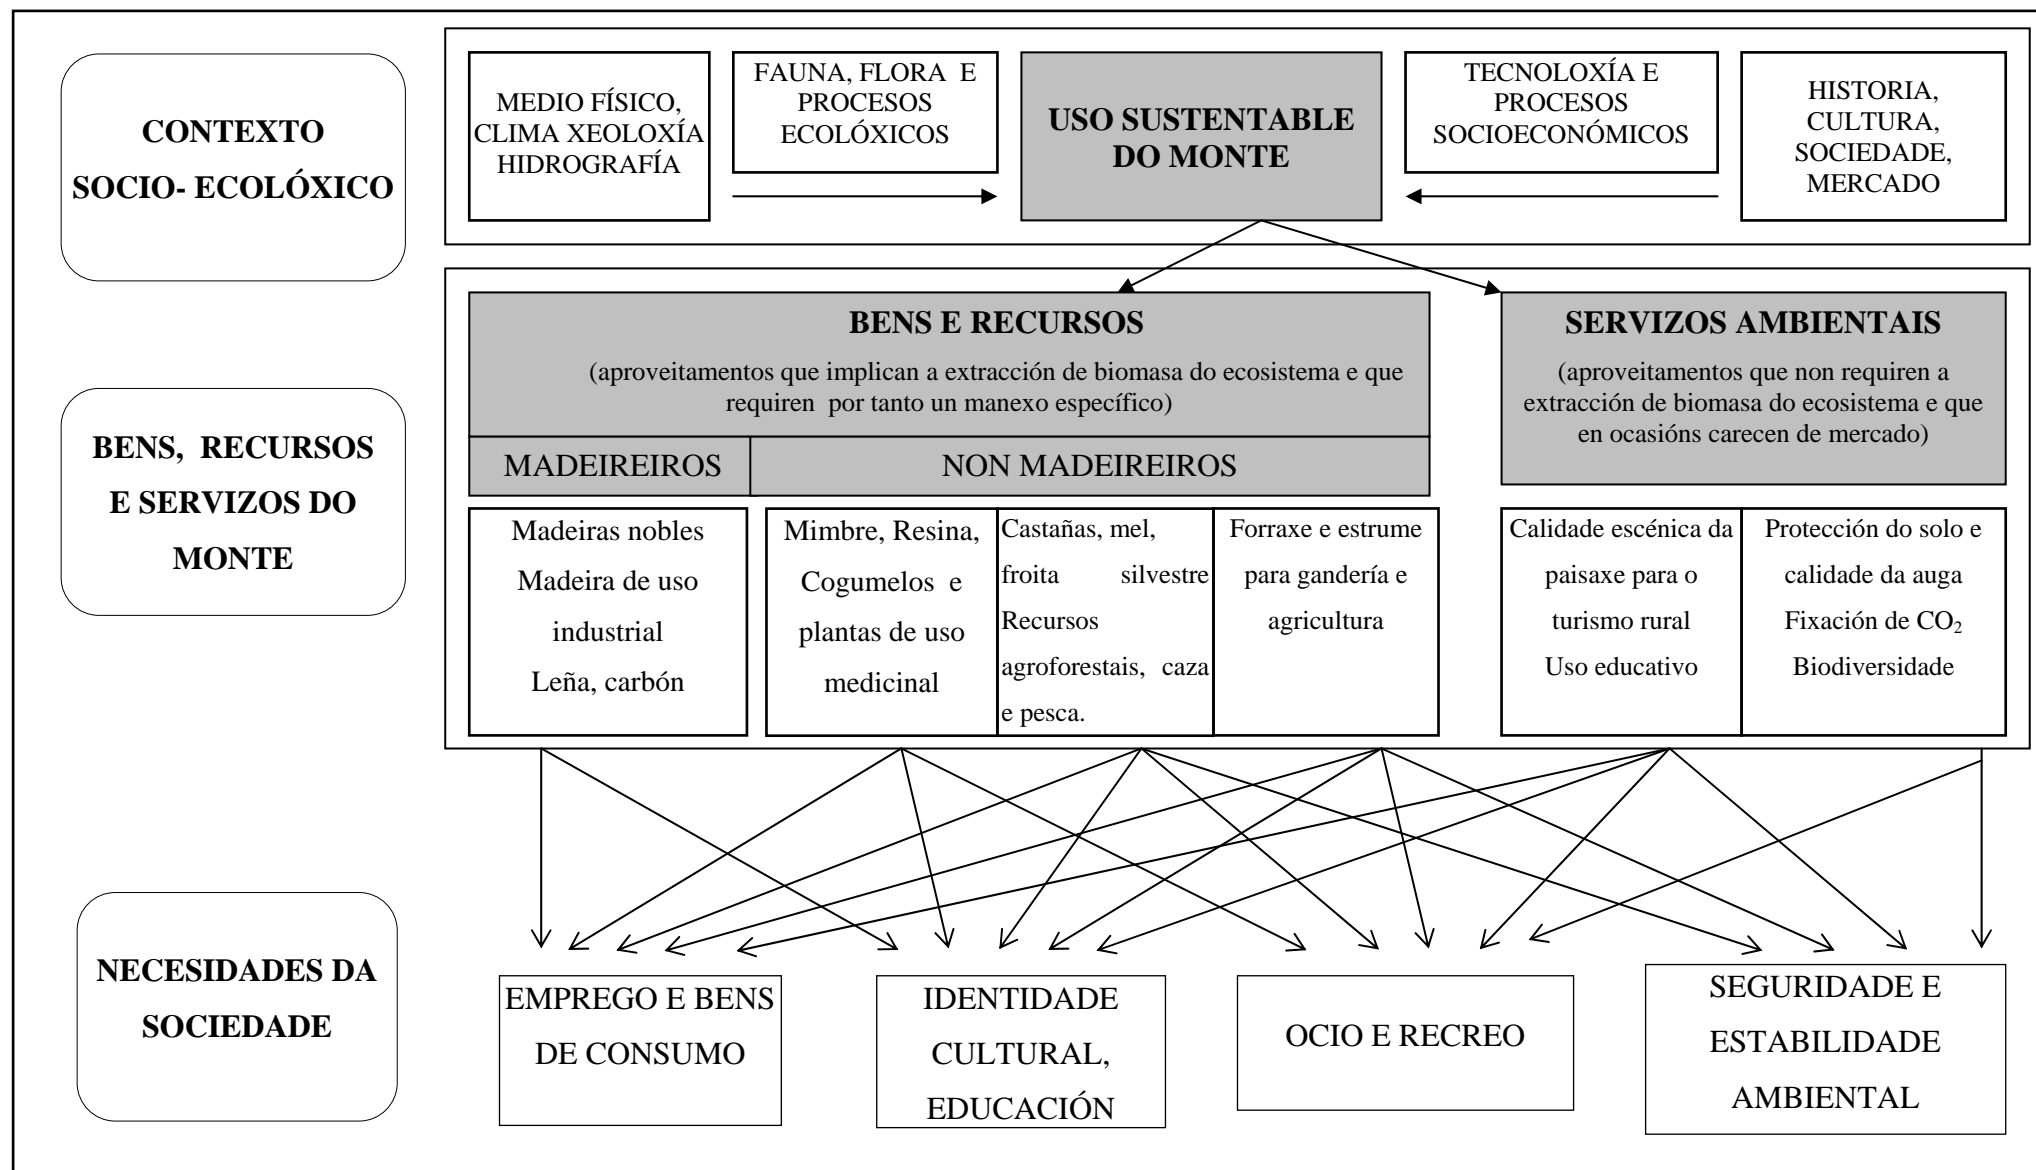 CONTEXTO
SOCIO- ECOLÓXICO
MEDIO FÍSICO,
CLIMA XEOLOXÍA
HIDROGRAFÍA
FAUNA, FLORA E
PROCESOS
ECOLÓXICOS
USO SUSTENTABLE
DO MONTE
TECNOLOXÍA E
PROCESOS
SOCIOECONÓMICOS
HISTORIA,
CULTURA,
SOCIEDADE,
MERCADO
BENS, RECURSOS
E SERVIZOS DO
MONTE
BENS E RECURSOS
(aproveitamentos que implican a extracción de biomasa do ecosistema e que
requiren por tanto un manexo específico)
SERVIZOS AMBIENTAIS
(aproveitamentos que non requiren a
extracción de biomasa do ecosistema e que
en ocasións carecen de mercado)
MADEIREIROS
NON MADEIREIROS
Madeiras nobles
Madeira de uso
industrial
Leña, carbón
Mimbre, Resina,
Cogumelos e
plantas de uso
medicinal
Castañas, mel,
froita silvestre
Recursos
agroforestais, caza
e pesca.
Forraxe e estrume
para gandería e
agricultura
Calidade escénica da
paisaxe para o
turismo rural
Uso educativo
Protección do solo e
calidade da auga
Fixación de CO₂
Biodiversidade
NECESIDADES DA
SOCIEDADE
EMPREGO E BENS
DE CONSUMO
IDENTIDADE
CULTURAL,
EDUCACIÓN
OCIO E RECREO
SEGURIDADE E
ESTABILIDADE
AMBIENTAL